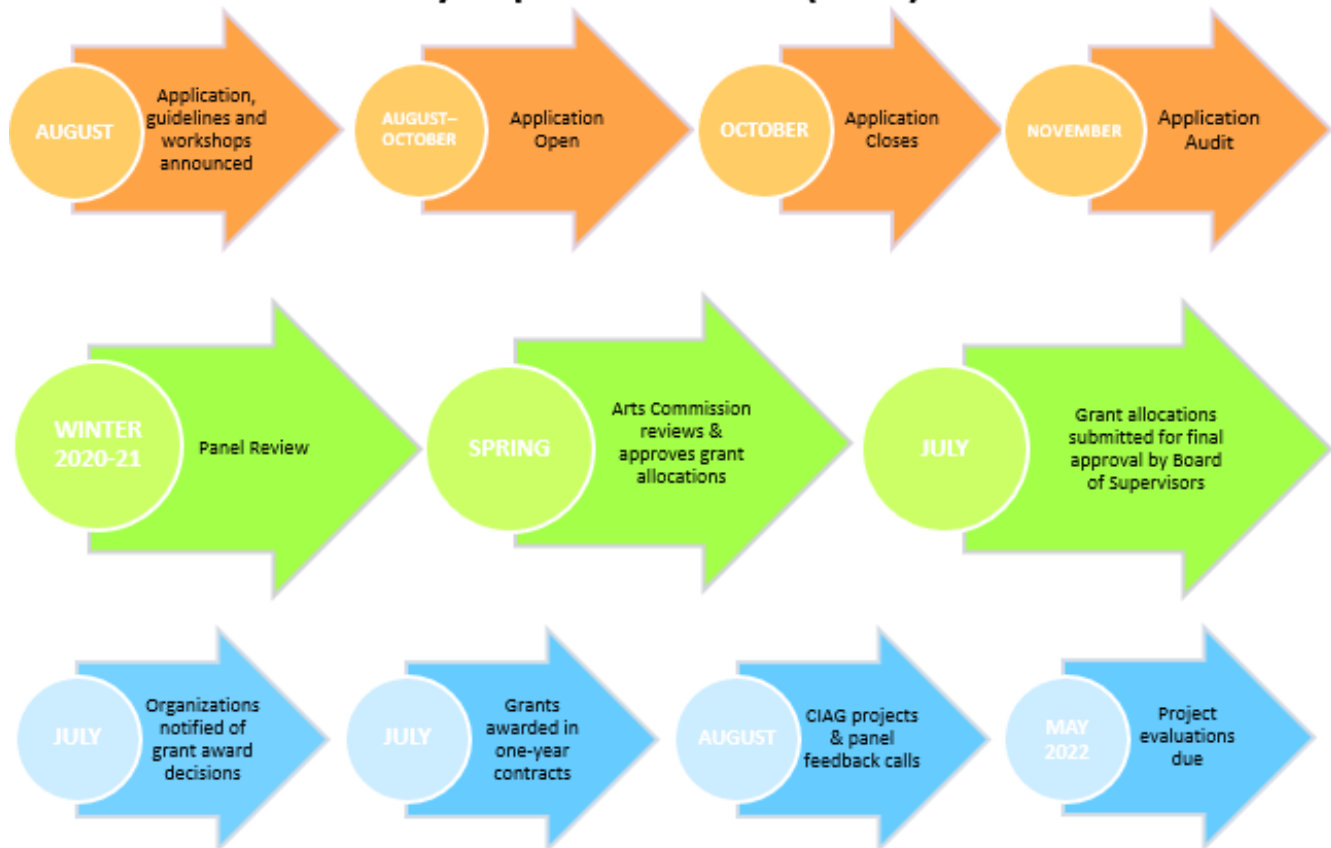 AUGUST
Application,
guidelines and
workshops
announced
AUGUST–
OCTOBER
Application
Open
OCTOBER
Application
Closes
NOVEMBER
Application
Audit
WINTER
2020-21
Panel Review
SPRING
Arts Commission
reviews &
approves grant
allocations
JULY
Grant allocations
submitted for final
approval by Board
of Supervisors
JULY
Organizations
notified of
grant award
decisions
JULY
Grants
awarded in
one-year
contracts
AUGUST
CIAG projects
& panel
feedback calls
MAY
2022
Project
evaluations
due